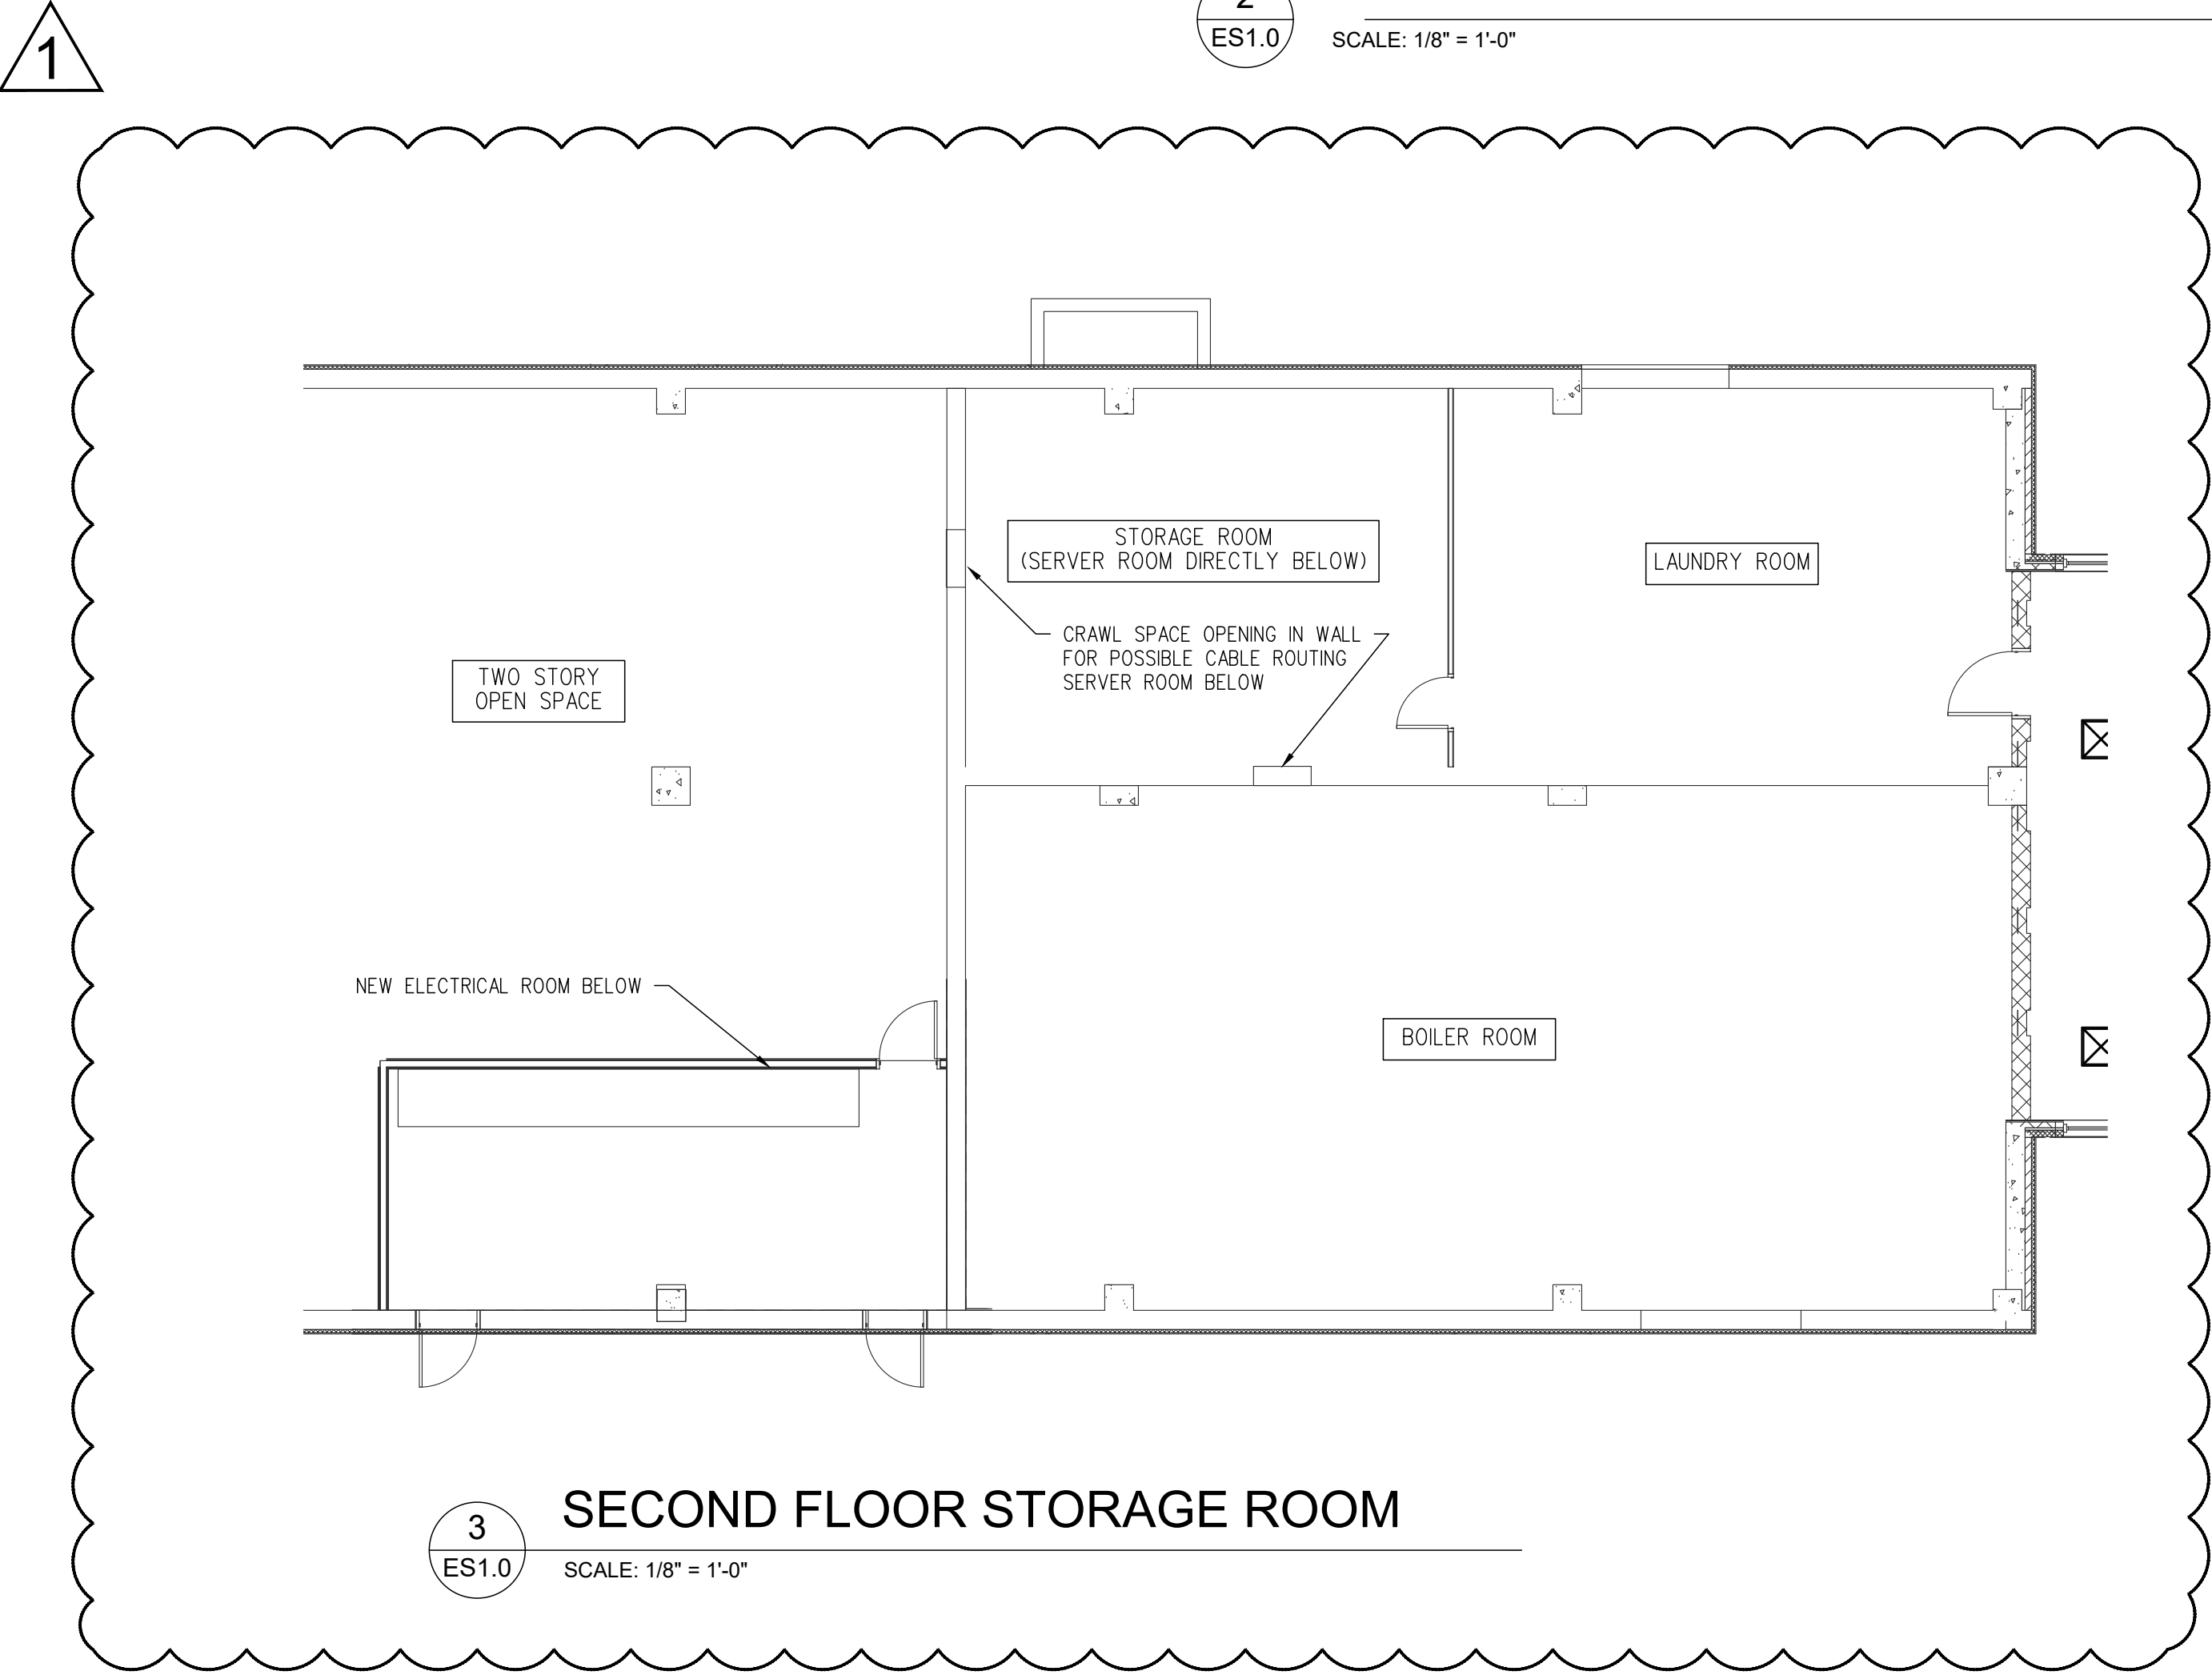 2
ES1.0
SCALE: 1/8" = 1'-0"
1
STORAGE ROOM
(SERVER ROOM DIRECTLY BELOW)
LAUNDRY ROOM
CRAWL SPACE OPENING IN WALL
FOR POSSIBLE CABLE ROUTING
SERVER ROOM BELOW
TWO STORY
OPEN SPACE
NEW ELECTRICAL ROOM BELOW
BOILER ROOM
3
ES1.0
SECOND FLOOR STORAGE ROOM
SCALE: 1/8" = 1'-0"